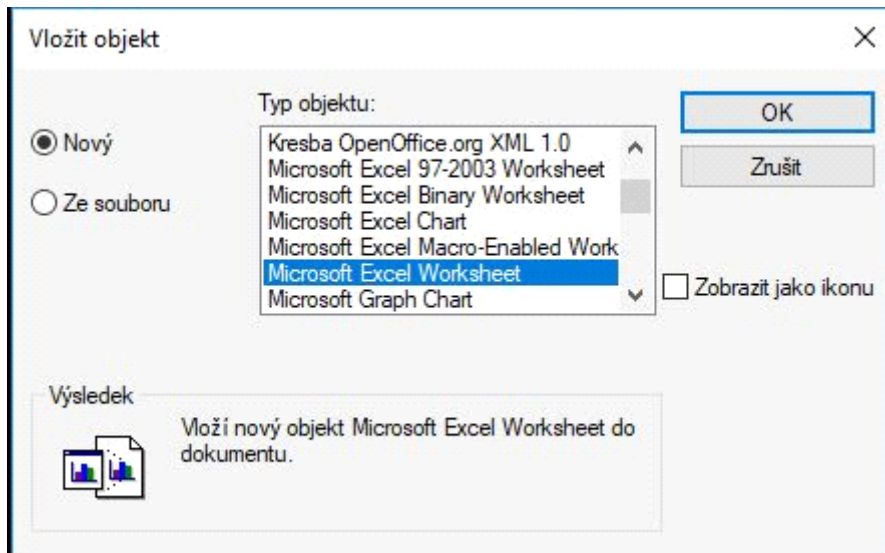 Vložit objekt
Typ objektu:
Nový
Ze souboru
Kresba OpenOffice.org XML 1.0
Microsoft Excel 97-2003 Worksheet
Microsoft Excel Binary Worksheet
Microsoft Excel Chart
Microsoft Excel Macro-Enabled Work
Microsoft Excel Worksheet
Microsoft Graph Chart
OK
Zrušit
Zobrazit jako ikonu
Výsledek
Vloží nový objekt Microsoft Excel Worksheet do
dokumentu.